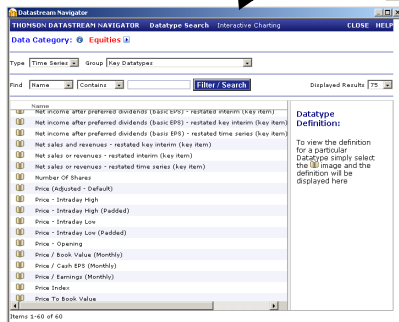 Datastream Navigator
THOMSON DATASTREAM NAVIGATOR Datatype Search Interactive Charting CLOSE HELP
Data Category: Equities
Type Time Series Group Key Datatypes
Find Name Contains Filter / Search Displayed Results 75
Name
Net income after preferred dividends (basic EPS) - restated interim (key item)
Net income after preferred dividends (basic EPS) - restated key interim (key item)
Net income after preferred dividends (basic EPS) - restated time series (key item)
Net sales and revenues - restated key interim (key item)
Net sales or revenues - restated interim (key item)
Net sales or revenues - restated time series (key item)
Number Of Shares
Price (Adjusted - Default)
Price - Intraday High
Price - Intraday High (Padded)
Price - Intraday Low
Price - Intraday Low (Padded)
Price - Opening
Price / Book Value (Monthly)
Price / Cash EPS (Monthly)
Price / Earnings (Monthly)
Price Index
Price To Book Value
Datatype
Definition:
To view the definition
for a particular
Datatype simply select
the image and the
definition will be
displayed here
Items 1-60 of 60